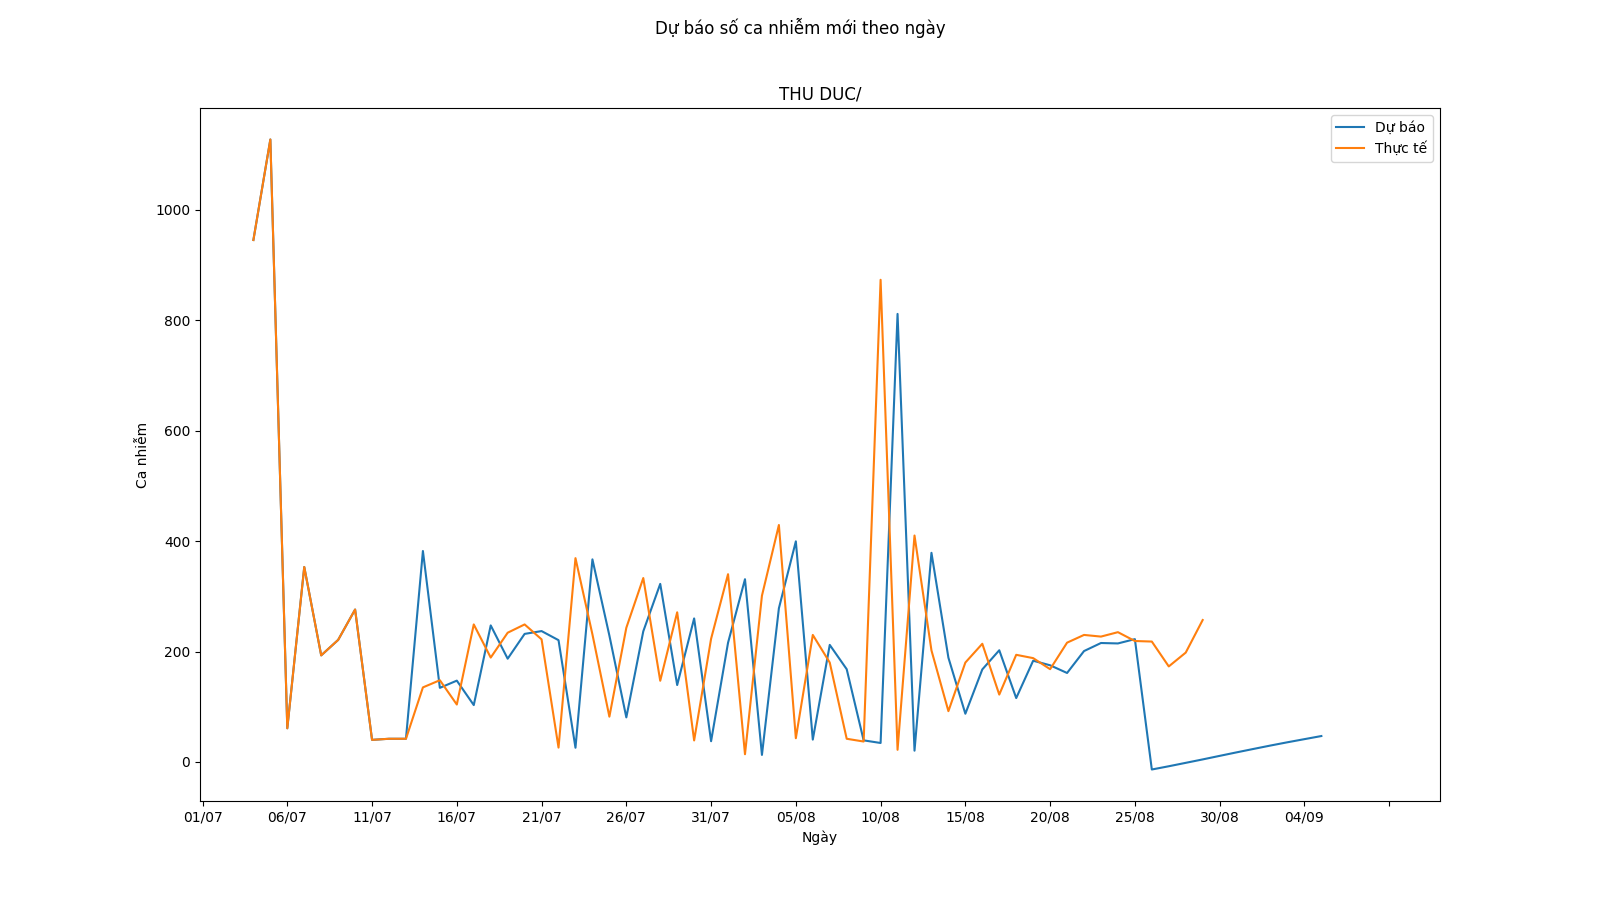 Dự báo số ca nhiễm mới theo ngày
THU DUC/
Dự báo
Thực tế
1000
800
600
400
200
0
Ca nhiễm
01/07 06/07 11/07 16/07 21/07 26/07 31/07 05/08 10/08 15/08 20/08 25/08 30/08 04/09
Ngày